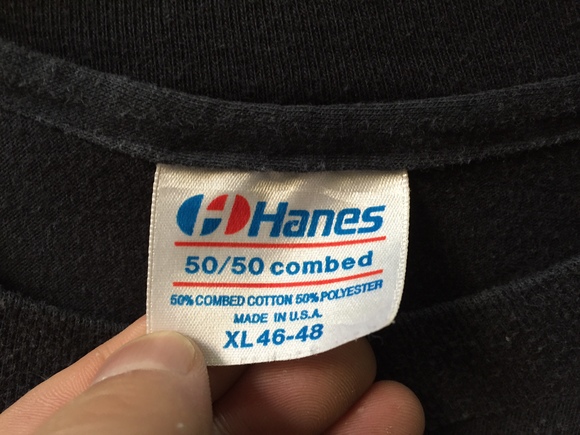 Hanes
50/50 combed
50% COMBED COTTON 50% POLYESTER
MADE IN U.S.A.
XL 46-48